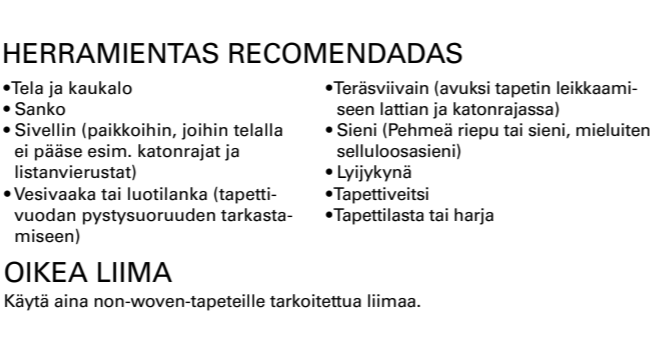 HERRAMIENTAS RECOMENDADAS
•Tela ja kaukalo
• Sanko
• Sivellin (paikkoihin, joihin telalla
ei pääse esim. katonrajat ja
listanvierustat)
• Vesivaaka tai luotilanka (tapetti-
vuodan pystysuoruuden tarkasta-
miseen)
•Teräsviivain (avuksi tapetin leikkaami-
seen lattian ja katonrajassa)
• Sieni (Pehmeä riepu tai sieni, mieluiten
selluloosasieni)
• Lyijykynä
•Tapettiveitsi
•Tapettilasta tai harja
OIKEA LIIMA
Käytä aina non-woven-tapeteille tarkoitettua liimaa.